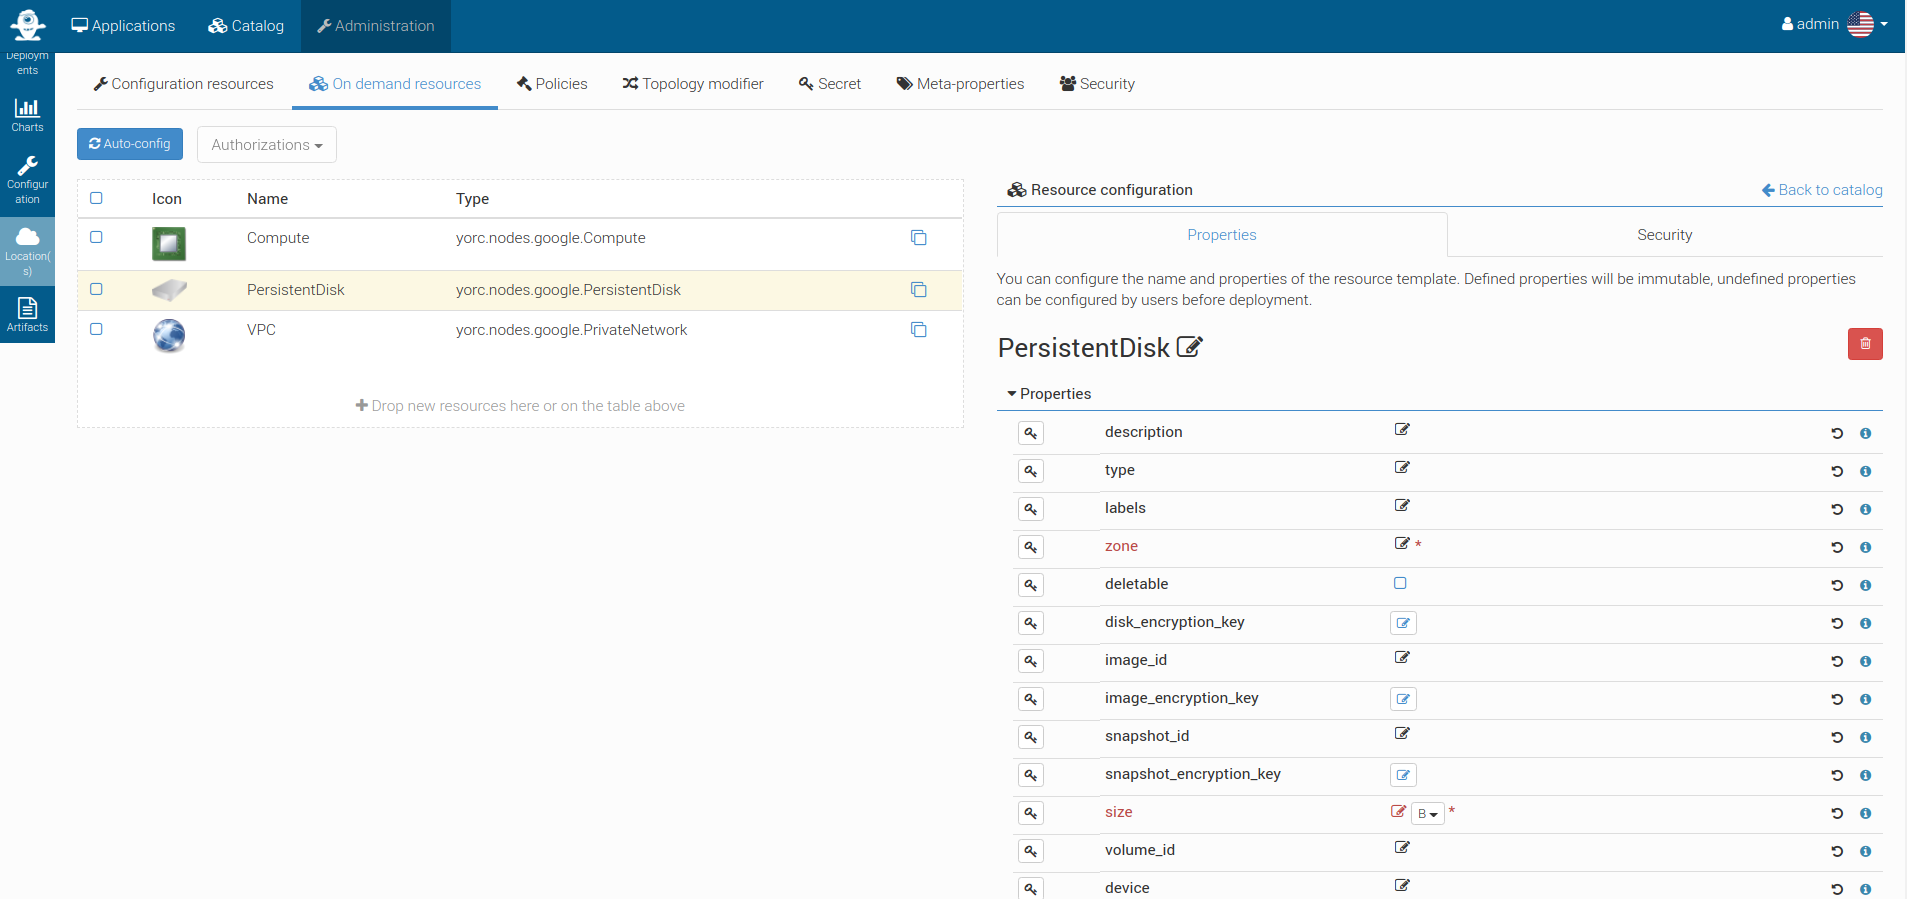 Applications
Catalog
Administration
admin
Deploym
ents
Charts
Configur
ation
Location(
s)
Artifacts
Configuration resources
On demand resources
Policies
Topology modifier
Secret
Meta-properties
Security
Auto-config
Authorizations
Icon Name Type
Compute yorc.nodes.google.Compute
PersistentDisk yorc.nodes.google.PersistentDisk
VPC yorc.nodes.google.PrivateNetwork
Drop new resources here or on the table above
Resource configuration
Back to catalog
Properties
Security
You can configure the name and properties of the resource template. Defined properties will be immutable, undefined properties
can be configured by users before deployment.
PersistentDisk
Properties
description
type
labels
zone *
deletable
disk_encryption_key
image_id
image_encryption_key
snapshot_id
snapshot_encryption_key
size B *
volume_id
device